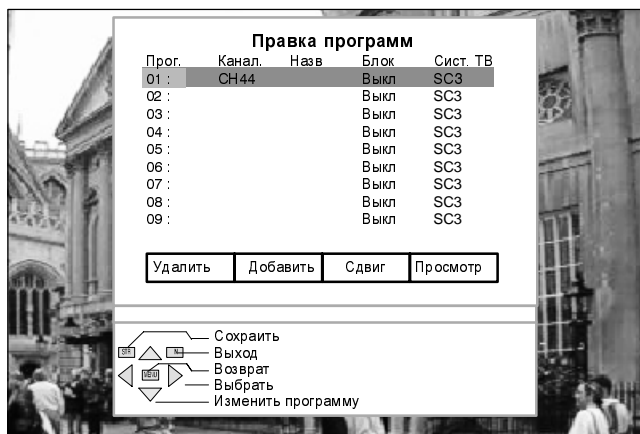 Правка программ
Прог. Канал. Назв Блок Сист. ТВ
01 : CH44 Выкл SC3
02 : Выкл SC3
03 : Выкл SC3
04 : Выкл SC3
05 : Выкл SC3
06 : Выкл SC3
07 : Выкл SC3
08 : Выкл SC3
09 : Выкл SC3
Удалить Добавить Сдвиг Просмотр
Сохраить
STR N Выход
MENU Возврат
Выбрать
Изменить программу